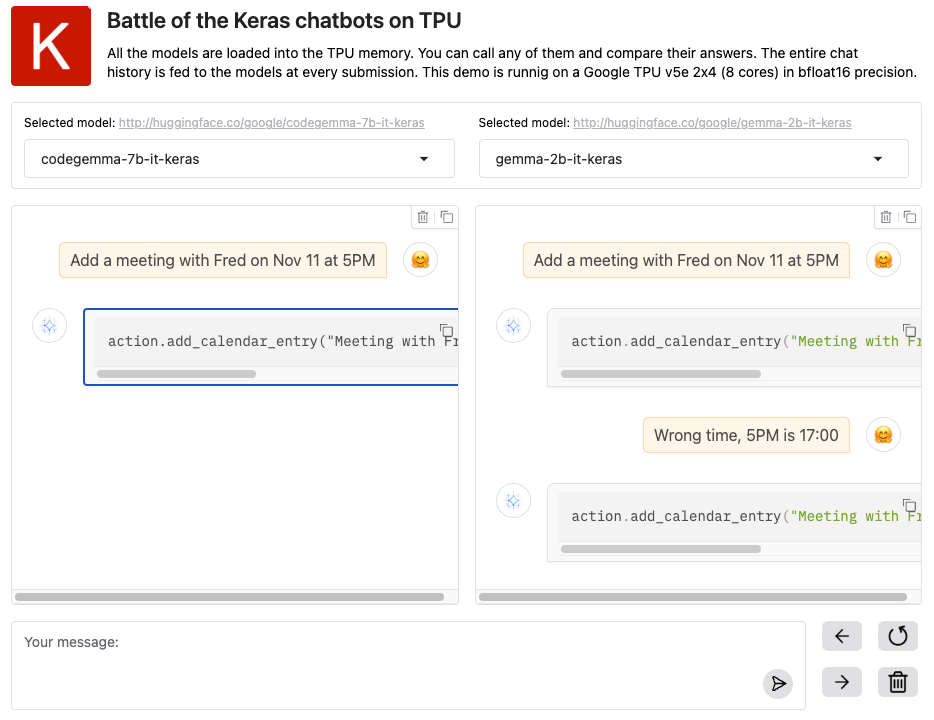 K
Battle of the Keras chatbots on TPU
All the models are loaded into the TPU memory. You can call any of them and compare their answers. The entire chat
history is fed to the models at every submission. This demo is runnig on a Google TPU v5e 2x4 (8 cores) in bfloat16 precision.
Selected model: http://huggingface.co/google/codegemma-7b-it-keras
codegemma-7b-it-keras
Selected model: http://huggingface.co/google/gemma-2b-it-keras
gemma-2b-it-keras
Add a meeting with Fred on Nov 11 at 5PM
action.add_calendar_entry("Meeting with Fr
Add a meeting with Fred on Nov 11 at 5PM
action.add_calendar_entry("Meeting with Fr
Wrong time, 5PM is 17:00
action.add_calendar_entry("Meeting with Fr
Your message: